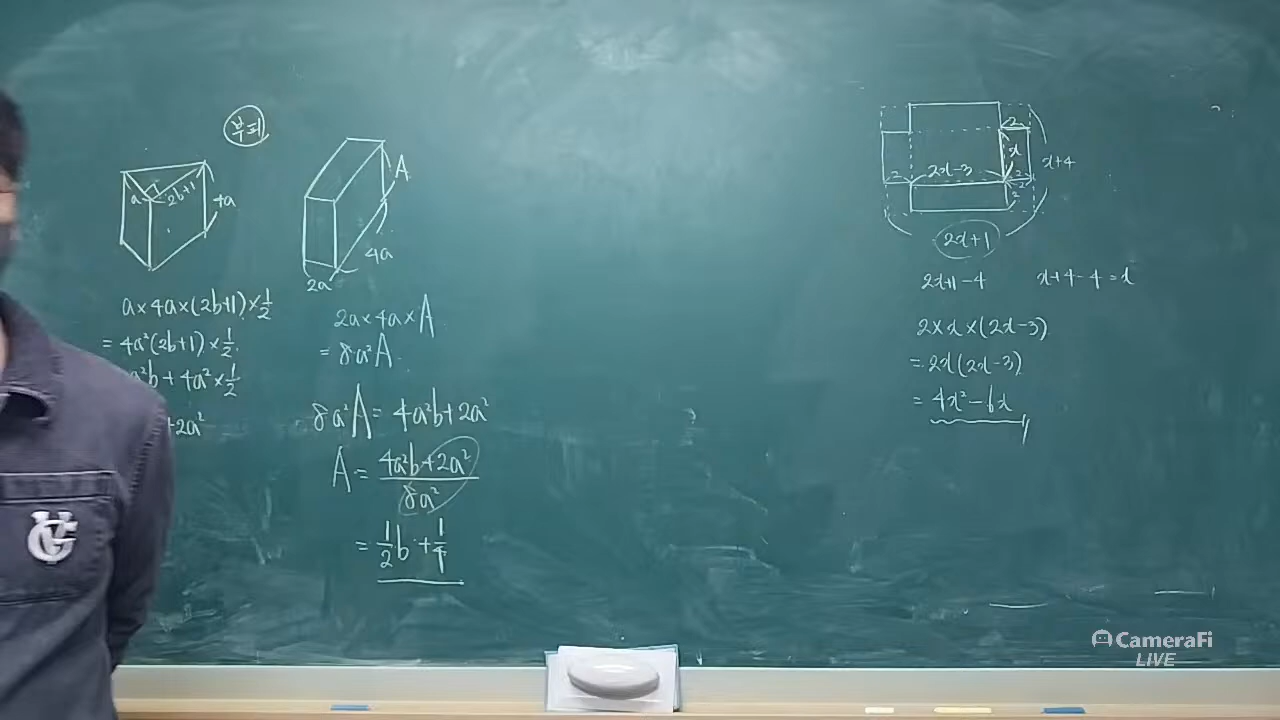 부피
a
2b+1
4a
a×4a×(2b+1)×1/2
= 4a²(2b+1)×1/2
a²b + 4a²×1/2
+2a²
A
4a
2a
2a×4a×A
= 8a²A
8a²A = 4a²b+2a²
A = (4a²b+2a²)/(8a²)
= 1/2 b + 1/4
2
x
x+4
2x-3
2
2
2
2
2x+1
2x+1-4
x+4-4=x
2×x×(2x-3)
= 2x(2x-3)
= 4x²-6x
CameraFi
LIVE